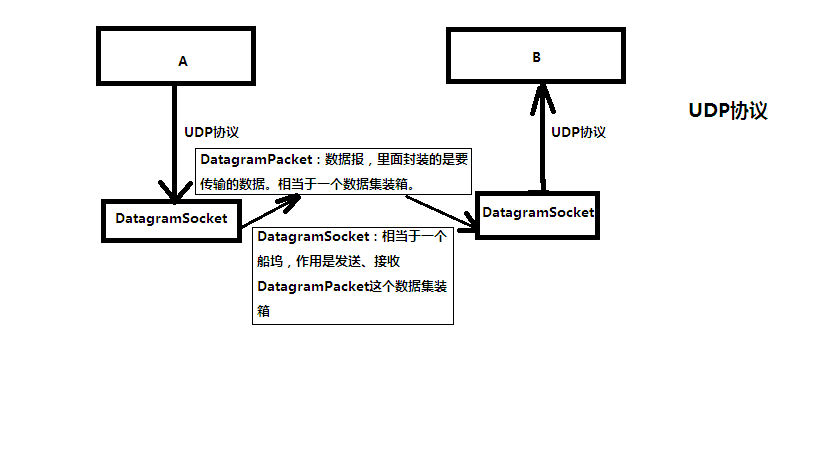 A
B
UDP协议
UDP协议
UDP协议
DatagramPacket：数据报，里面封装的是要
传输的数据。相当于一个数据集装箱。
DatagramSocket
DatagramSocket
DatagramSocket：相当于一个
船坞，作用是发送、接收
DatagramPacket这个数据集装
箱